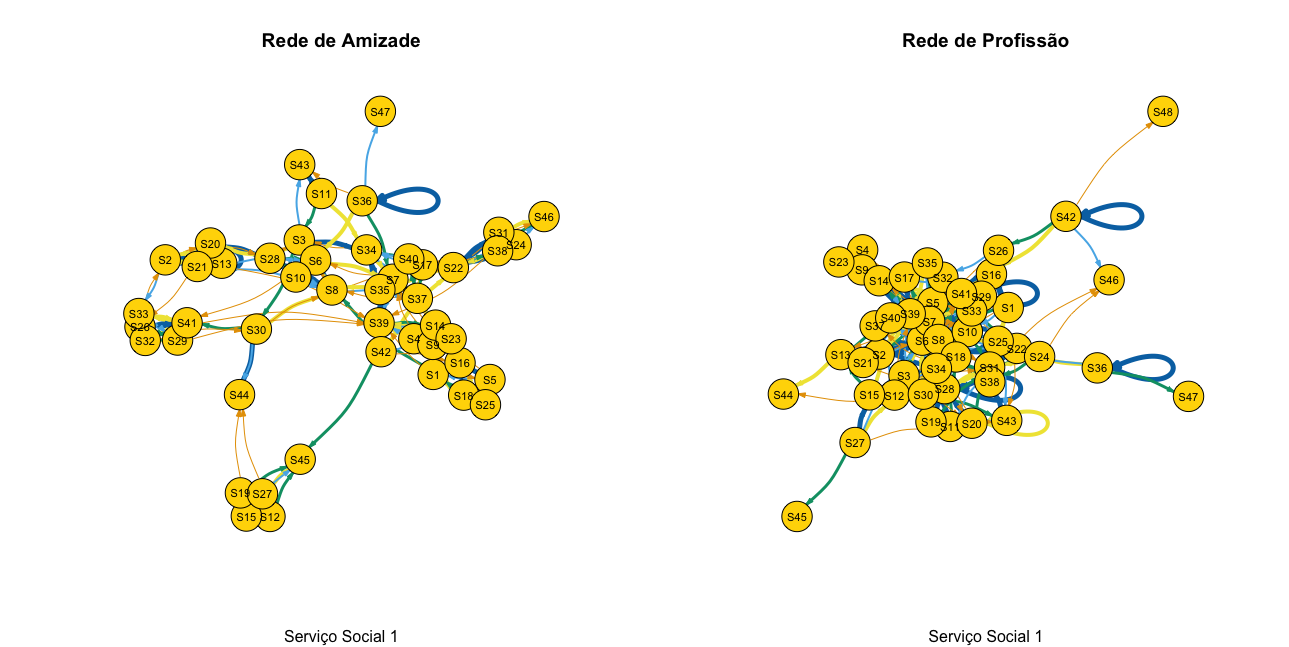 Rede de Amizade
Rede de Profissão
S47
S43
S11
S36
S46
S31
S24
S38
S20
S3
S34
S2
S21
S13
S28
S6
S40
S17
S22
S10
S7
S8
S35
S37
S33
S41
S30
S39
S14
S32
S29
S4
S9
S23
S42
S16
S1
S5
S18
S25
S44
S45
S19
S27
S15
S12
S48
S42
S26
S46
S4
S23
S9
S14
S17
S35
S32
S16
S41
S29
S1
S5
S33
S40
S39
S7
S10
S13
S2
S21
S6
S8
S18
S25
S22
S24
S36
S47
S3
S34
S31
S38
S44
S15
S12
S30
S28
S19
S11
S20
S43
S27
S45
Serviço Social 1
Serviço Social 1